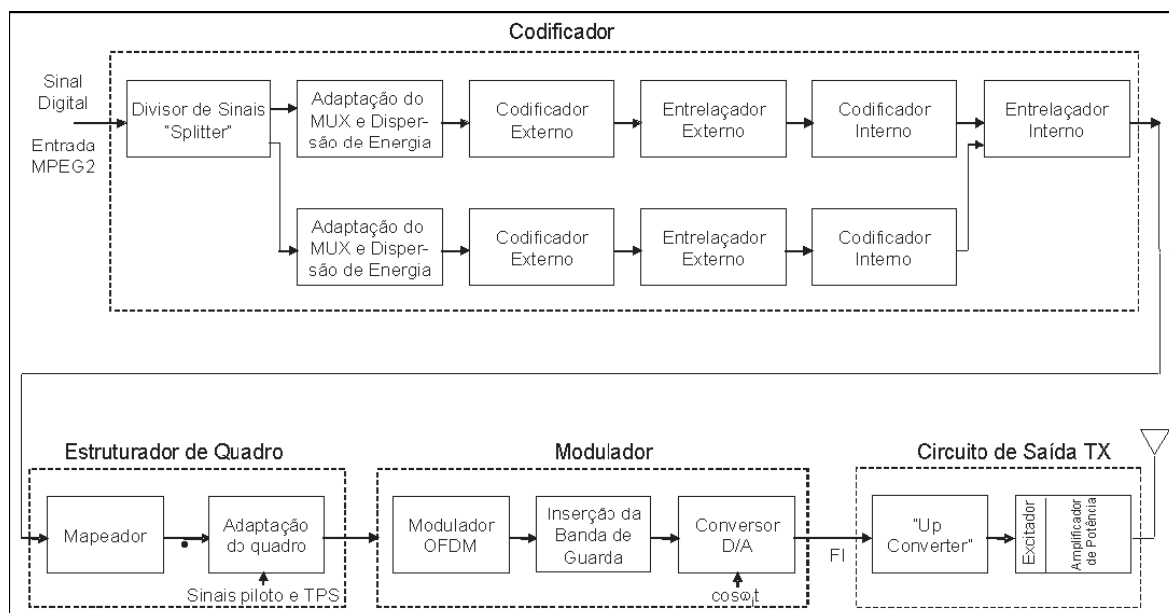 Codificador
Sinal
Digital
Entrada
MPEG2
Divisor de Sinais
"Splitter"
Adaptação do
MUX e Disper-
são de Energia
Codificador
Externo
Entrelaçador
Externo
Codificador
Interno
Entrelaçador
Interno
Adaptação do
MUX e Disper-
são de Energia
Codificador
Externo
Entrelaçador
Externo
Codificador
Interno
Estruturador de Quadro
Mapeador
Adaptação
do quadro
Sinais piloto e TPS
Modulador
Modulador
OFDM
Inserção da
Banda de
Guarda
Conversor
D/A
cosωᵢt
FI
Circuito de Saída TX
"Up
Converter"
Excitador
Amplificador
de Potência